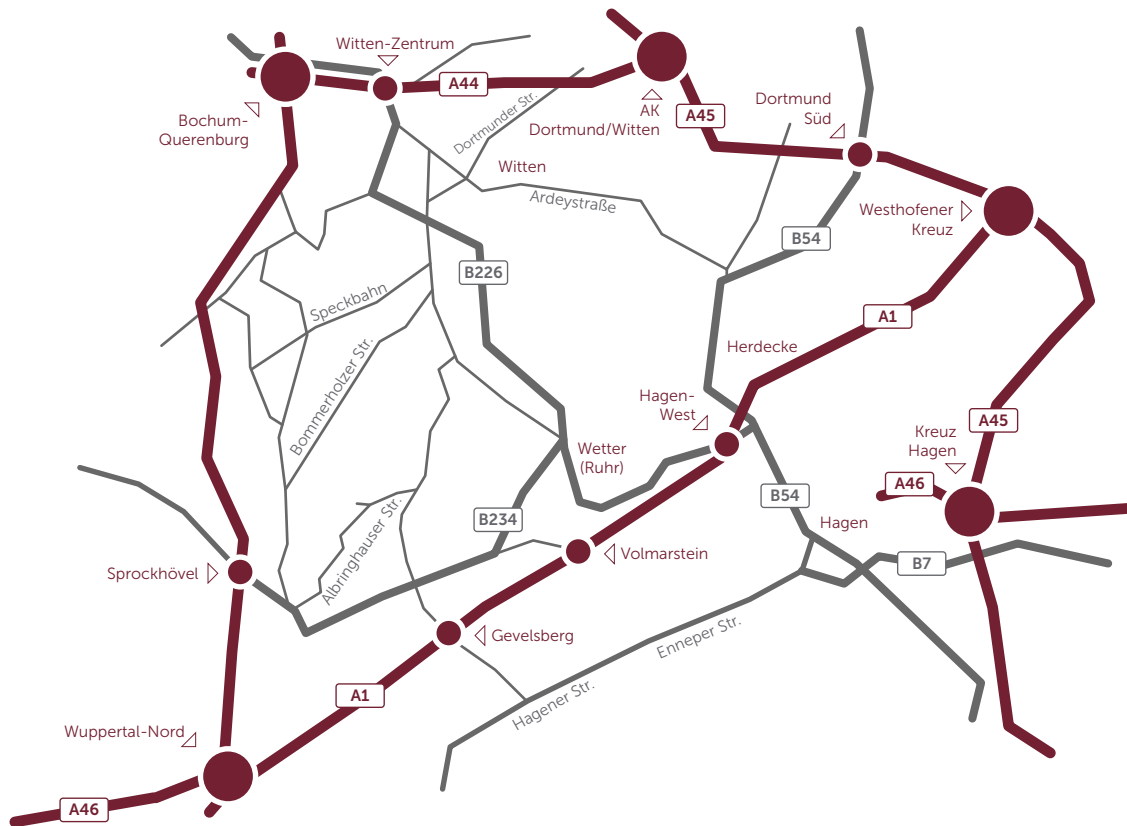 Witten-Zentrum
A44
Bochum-
Querenburg
Dortmunder Str.
AK
Dortmund/Witten
A45
Dortmund
Süd
Witten
Ardeystraße
Westhofener
Kreuz
B54
B226
Speckbahn
A1
Herdecke
Bommerholzer Str.
Hagen-
West
A45
Kreuz
Hagen
Wetter
(Ruhr)
A46
B54
Albringhauser Str.
B234
Hagen
Volmarstein
B7
Sprockhövel
Gevelsberg
Enneper Str.
A1
Hagener Str.
Wuppertal-Nord
A46